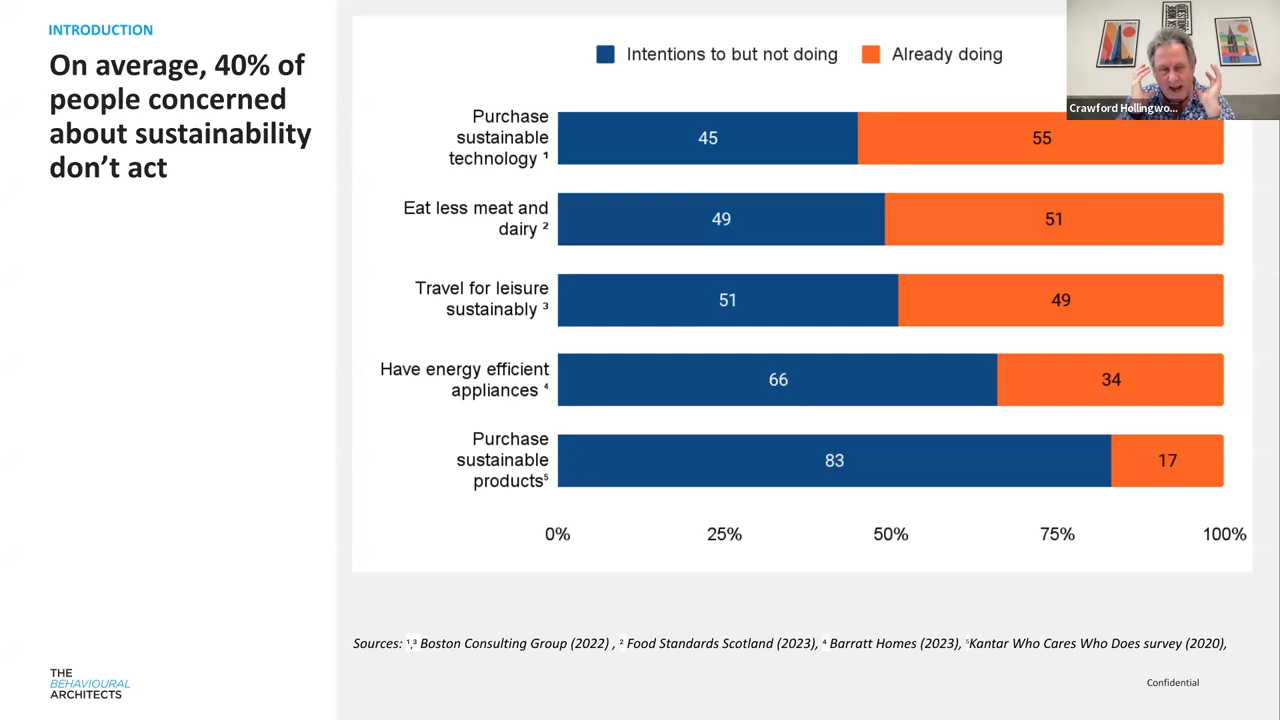 INTRODUCTION
On average, 40% of
people concerned
about sustainability
don’t act
Intentions to but not doing
Already doing
Crawford Hollingwo...
Purchase
sustainable
technology ¹
45
55
Eat less meat and
dairy ²
49
51
Travel for leisure
sustainably ³
51
49
Have energy efficient
appliances ⁴
66
34
Purchase
sustainable
products⁵
83
17
0%
25%
50%
75%
100%
Sources: ¹,³ Boston Consulting Group (2022) , ² Food Standards Scotland (2023), ⁴ Barratt Homes (2023), ⁵Kantar Who Cares Who Does survey (2020),
THE
BEHAVIOURAL
ARCHITECTS
Confidential